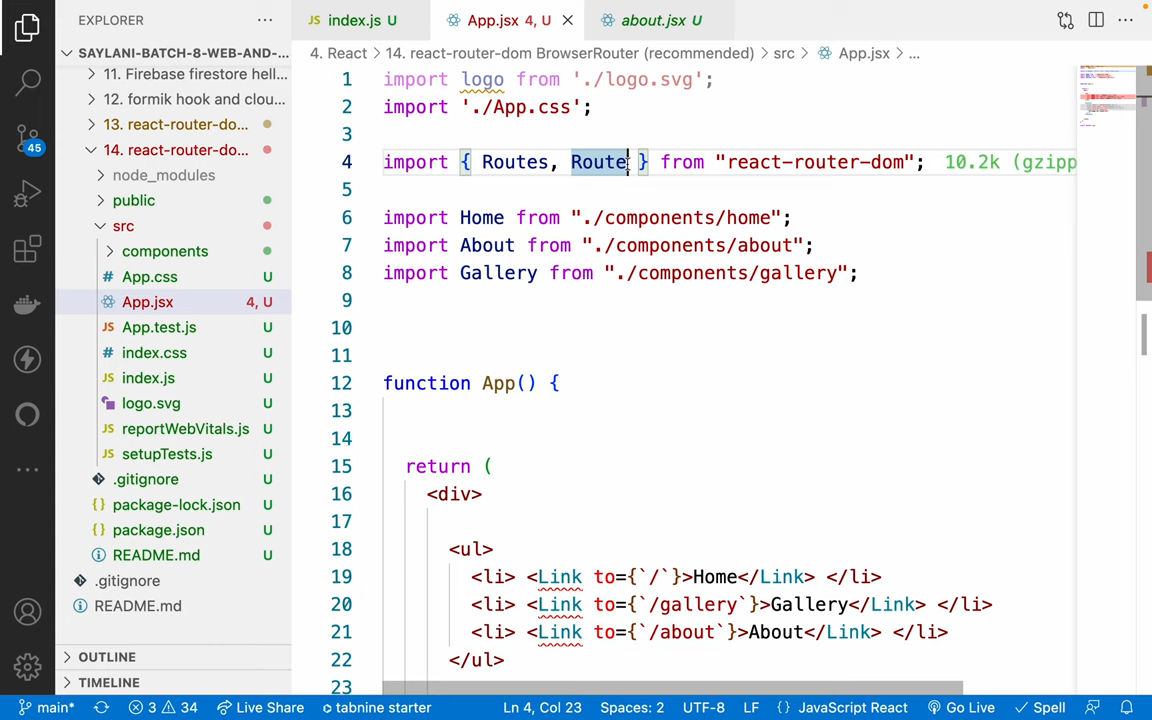 EXPLORER
index.js U
App.jsx 4, U
about.jsx U
SAYLANI-BATCH-8-WEB-AND-...
4. React > 14. react-router-dom BrowserRouter (recommended) > src > App.jsx > ...
11. Firebase firestore hell...
12. formik hook and clou...
13. react-router-do...
14. react-router-do...
node_modules
public
src
components
# App.css U
App.jsx 4, U
JS App.test.js U
# index.css U
JS index.js U
logo.svg U
JS reportWebVitals.js U
JS setupTests.js U
.gitignore U
{} package-lock.json U
{} package.json U
README.md U
.gitignore
README.md
OUTLINE
TIMELINE
45
1 import logo from './logo.svg';
2 import './App.css';
3
4 import { Routes, Route } from "react-router-dom"; 10.2k (gzipp
5
6 import Home from "./components/home";
7 import About from "./components/about";
8 import Gallery from "./components/gallery";
9
10
11
12 function App() {
13
14
15 return (
16 <div>
17
18 <ul>
19 <li> <Link to={`/`}>Home</Link> </li>
20 <li> <Link to={`/gallery`}>Gallery</Link> </li>
21 <li> <Link to={`/about`}>About</Link> </li>
22 </ul>
23
main* 3 34 Live Share tabnine starter Ln 4, Col 23 Spaces: 2 UTF-8 LF {} JavaScript React Go Live Spell